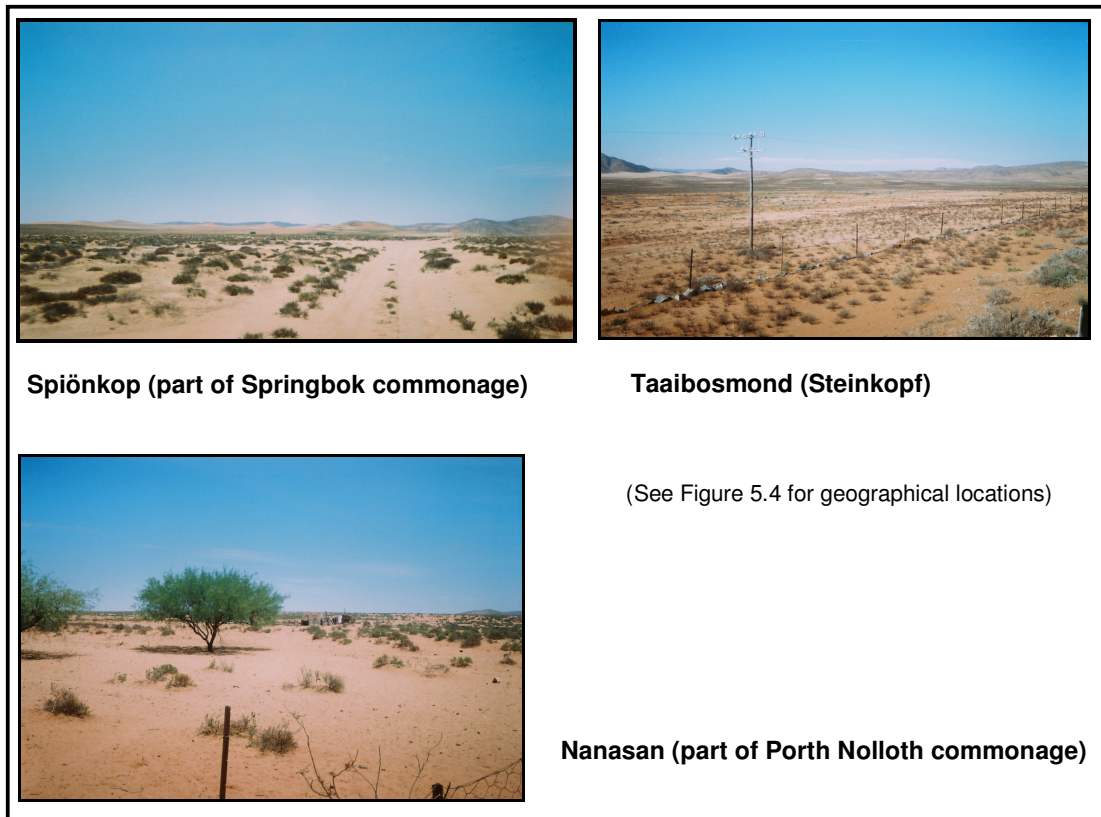 Spiönkop (part of Springbok commonage)
Taaibosmond (Steinkopf)
(See Figure 5.4 for geographical locations)
Nanasan (part of Porth Nolloth commonage)